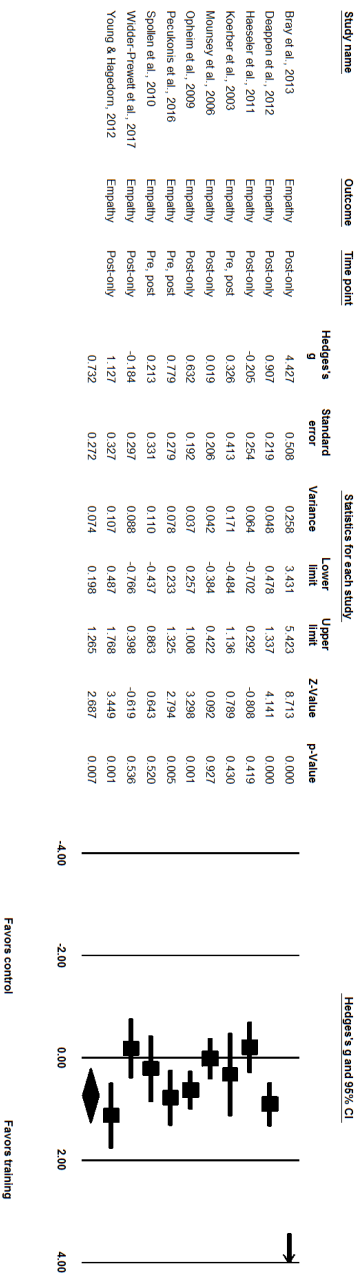 Study name Outcome Time point Statistics for each study Hedges's g and 95% CI
Hedges's g Standard error Variance Lower limit Upper limit Z-Value p-Value
Bray et al., 2013 Empathy Post-only 4.427 0.508 0.258 3.431 5.423 8.713 0.000
Deappen et al., 2012 Empathy Post-only 0.907 0.219 0.048 0.478 1.337 4.141 0.000
Haeseler et al., 2011 Empathy Post-only -0.205 0.254 0.064 -0.702 0.292 -0.808 0.419
Koerber et al., 2003 Empathy Pre, post 0.326 0.413 0.171 -0.484 1.136 0.789 0.430
Mounsey et al., 2006 Empathy Post-only 0.019 0.206 0.042 -0.384 0.422 0.092 0.927
Opheim et al., 2009 Empathy Post-only 0.632 0.192 0.037 0.257 1.008 3.298 0.001
Pecukonis et al., 2016 Empathy Pre, post 0.779 0.279 0.078 0.233 1.325 2.794 0.005
Spollen et al., 2010 Empathy Pre, post 0.213 0.331 0.110 -0.437 0.863 0.643 0.520
Widder-Prewett et al., 2017 Empathy Post-only -0.184 0.297 0.088 -0.766 0.398 -0.619 0.536
Young & Hagedorn, 2012 Empathy Post-only 1.127 0.327 0.107 0.487 1.768 3.449 0.001
0.732 0.272 0.074 0.198 1.265 2.687 0.007
-4.00 -2.00 0.00 2.00 4.00
Favors control Favors training